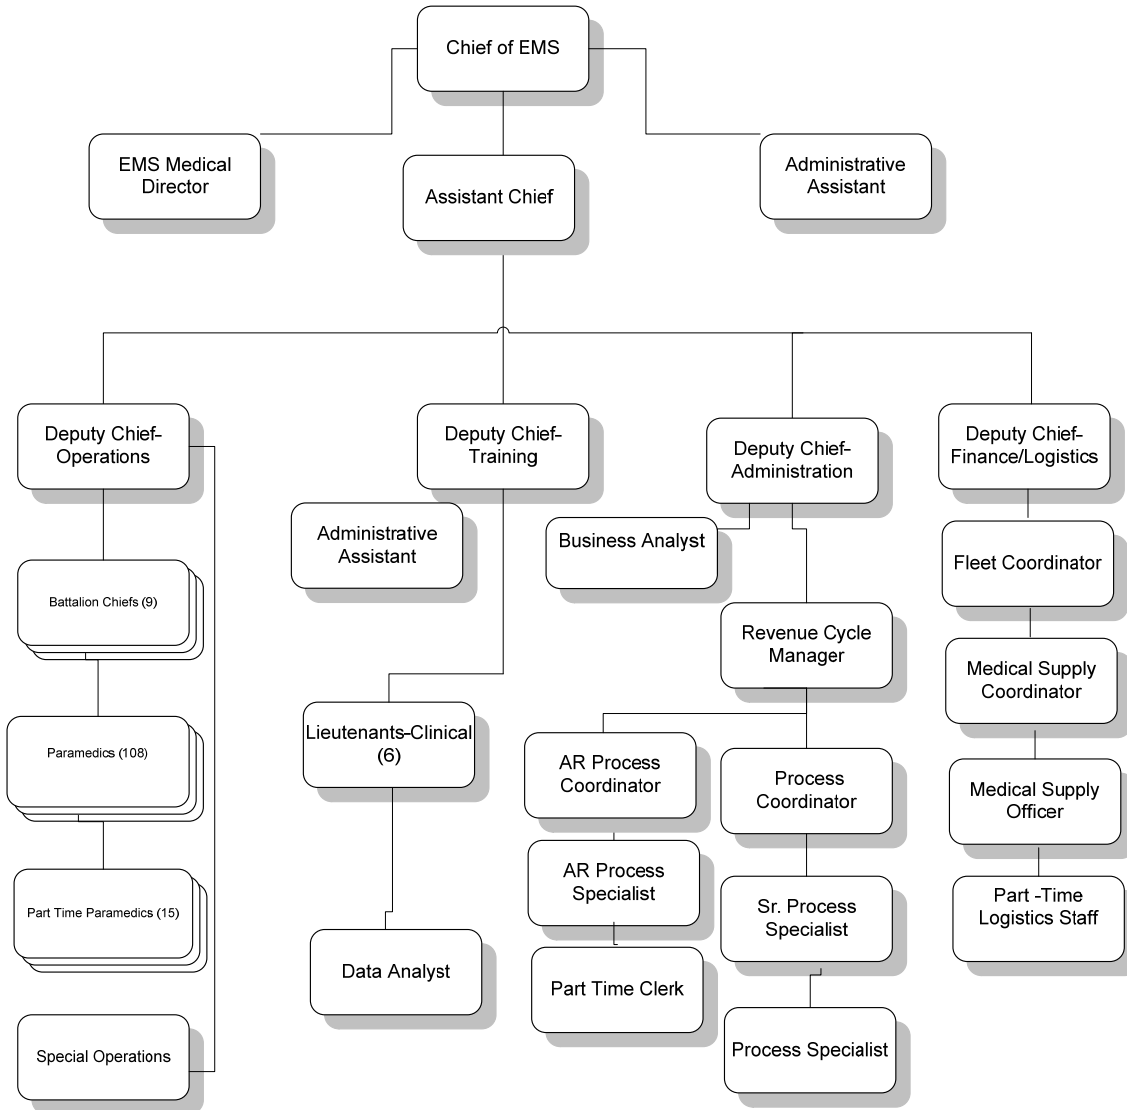 Chief of EMS
EMS Medical
Director
Assistant Chief
Administrative
Assistant
Deputy Chief-
Operations
Deputy Chief-
Training
Deputy Chief-
Administration
Deputy Chief-
Finance/Logistics
Administrative
Assistant
Business Analyst
Fleet Coordinator
Battalion Chiefs (9)
Revenue Cycle
Manager
Medical Supply
Coordinator
Paramedics (108)
Lieutenants-Clinical
(6)
AR Process
Coordinator
Process
Coordinator
Medical Supply
Officer
Part Time Paramedics (15)
AR Process
Specialist
Sr. Process
Specialist
Part -Time
Logistics Staff
Data Analyst
Part Time Clerk
Special Operations
Process Specialist